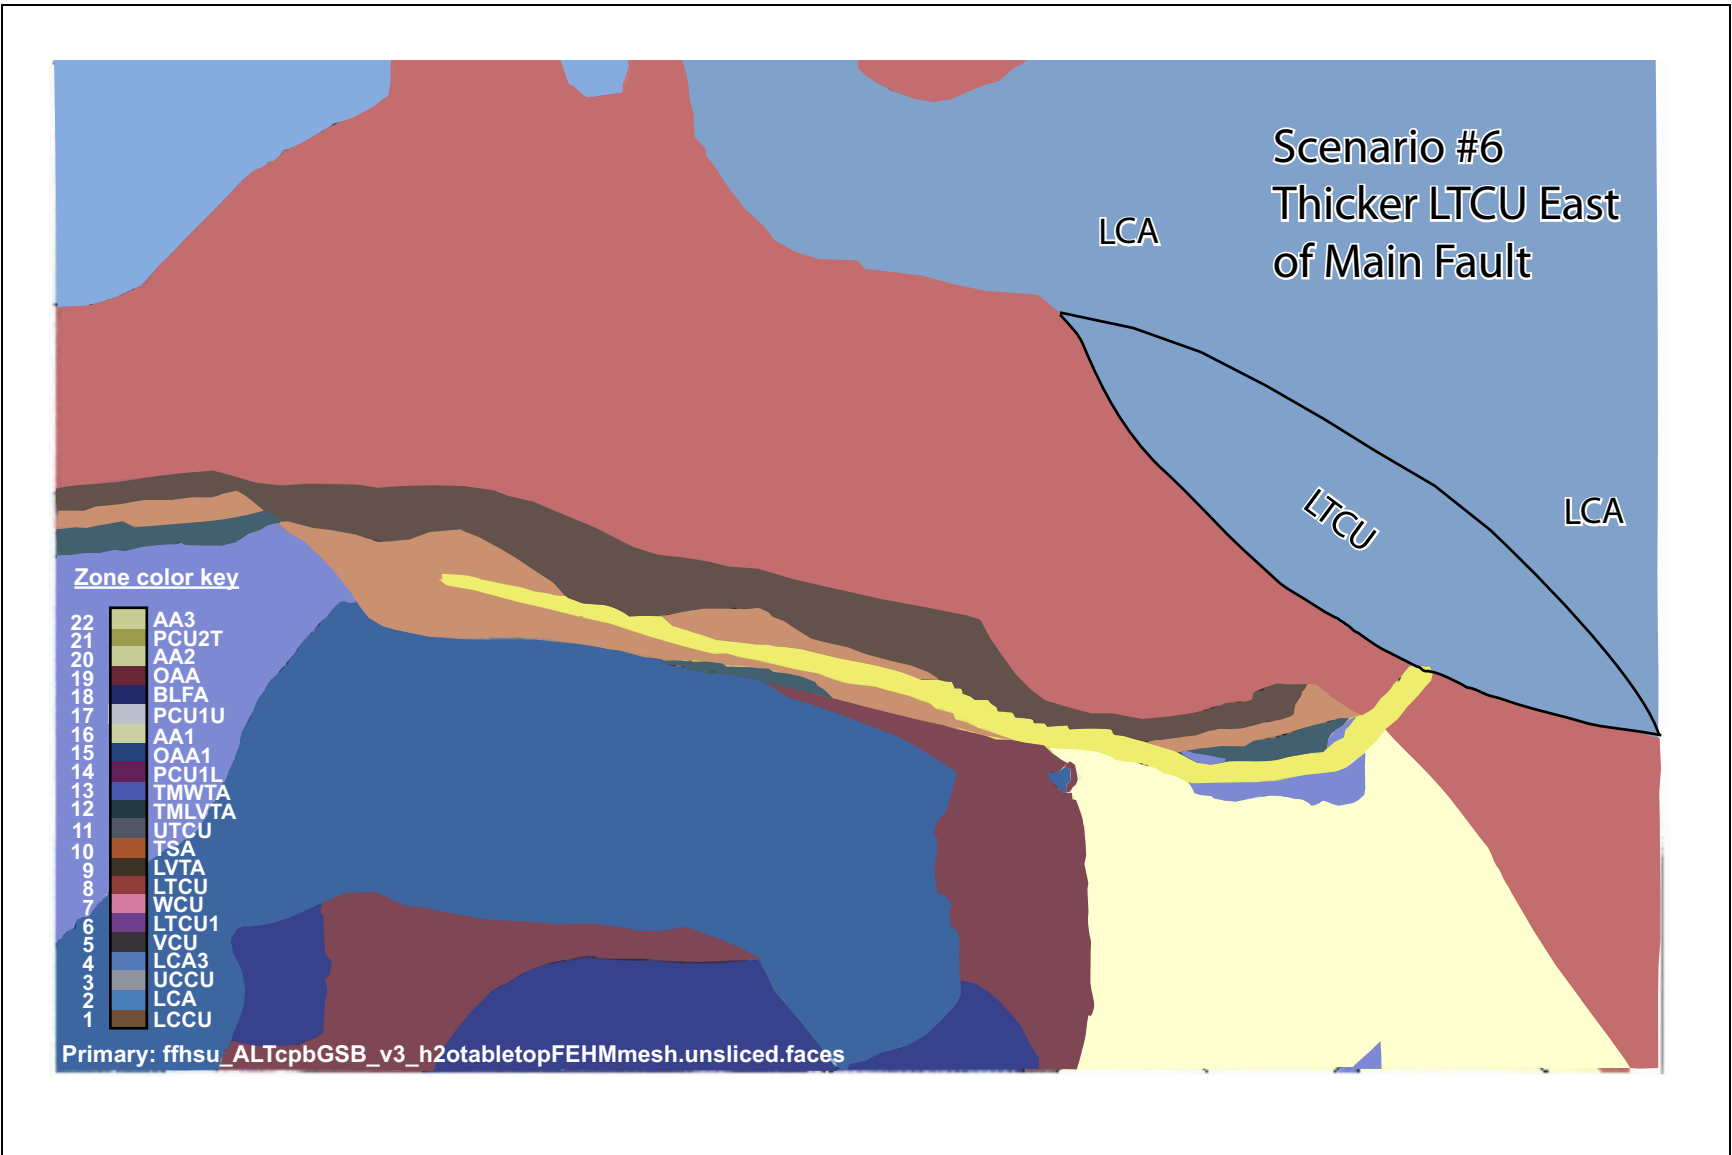 Scenario #6
Thicker LTCU East
of Main Fault
LCA
LTCU
LCA
Zone color key
22 AA3
21 PCU2T
20 AA2
19 OAA
18 BLFA
17 PCU1U
16 AA1
15 OAA1
14 PCU1L
13 TMWTA
12 TMLVTA
11 UTCU
10 TSA
9 LVTA
8 LTCU
7 WCU
6 LTCU1
5 VCU
4 LCA3
3 UCCU
2 LCA
1 LCCU
Primary: ffhsu_ALTcpbGSB_v3_h2otabletopFEHMmesh.unsliced.faces